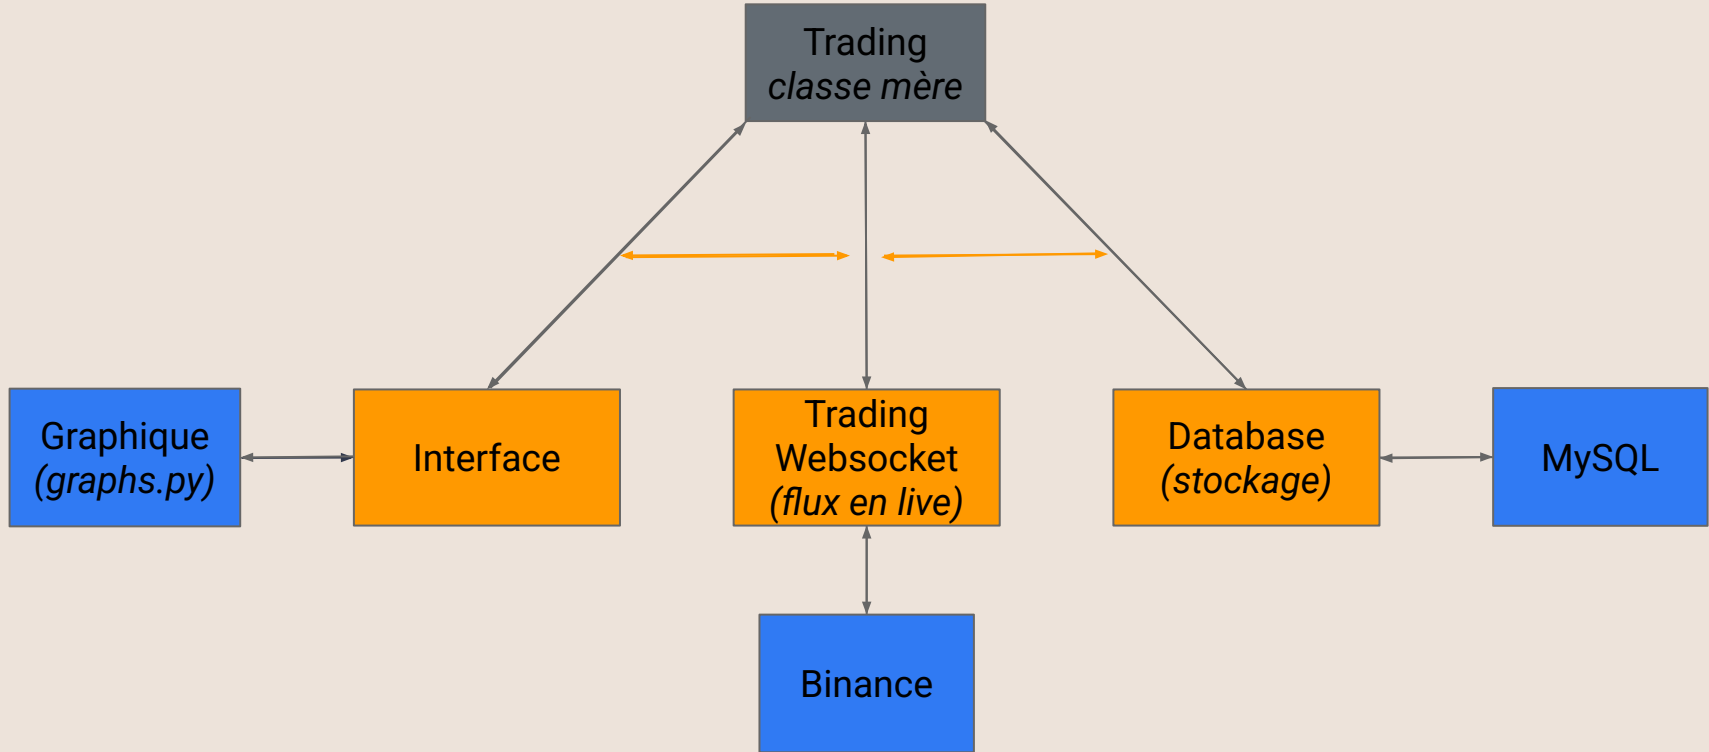 Trading
classe mère
Graphique
(graphs.py)
Interface
Trading
Websocket
(flux en live)
Database
(stockage)
MySQL
Binance